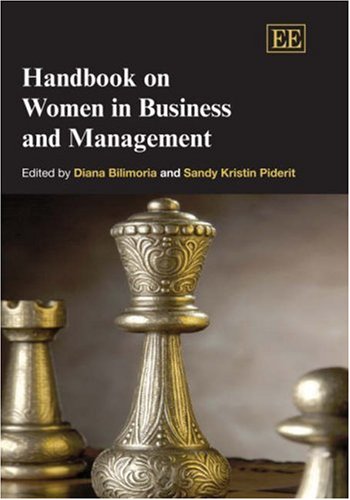 EE
Handbook on
Women in Business
and Management
Edited by Diana Bilimoria and Sandy Kristin Piderit